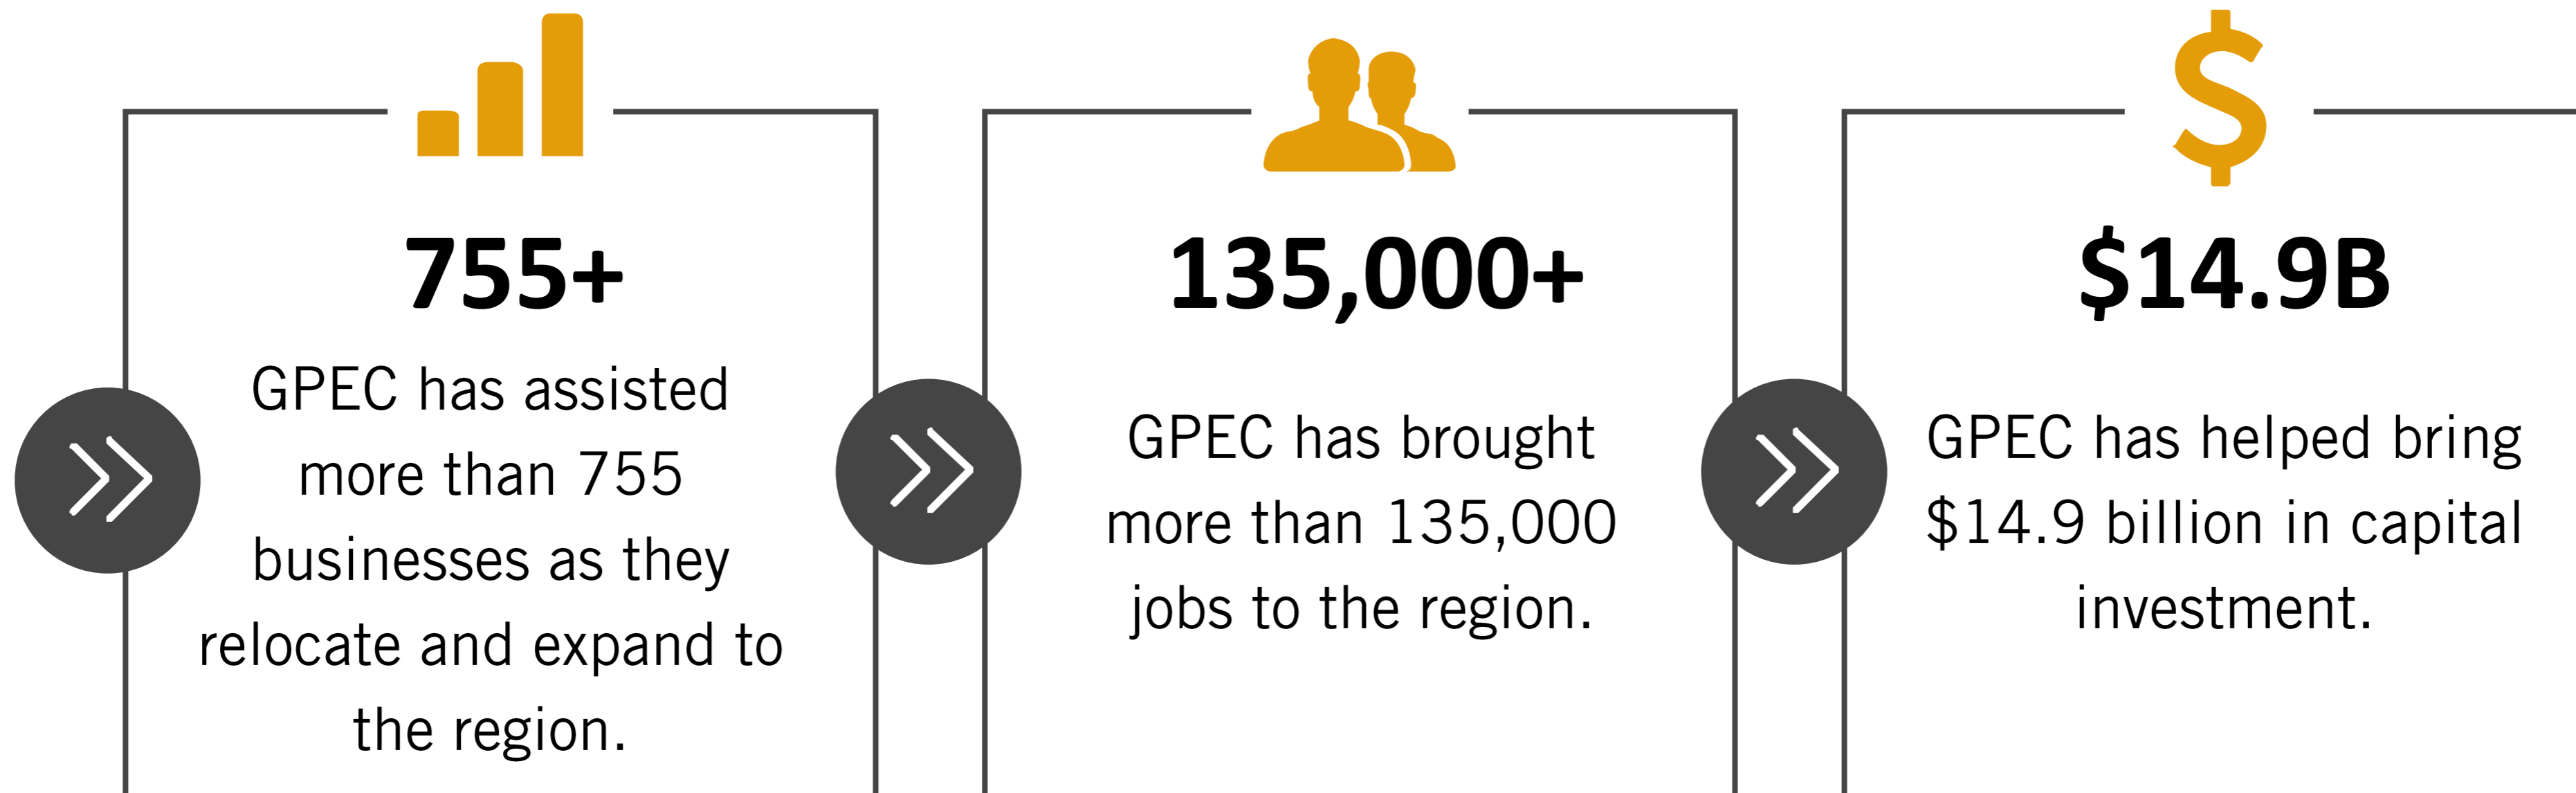 755+
GPEC has assisted
more than 755
businesses as they
relocate and expand to
the region.
135,000+
GPEC has brought
more than 135,000
jobs to the region.
$14.9B
GPEC has helped bring
$14.9 billion in capital
investment.